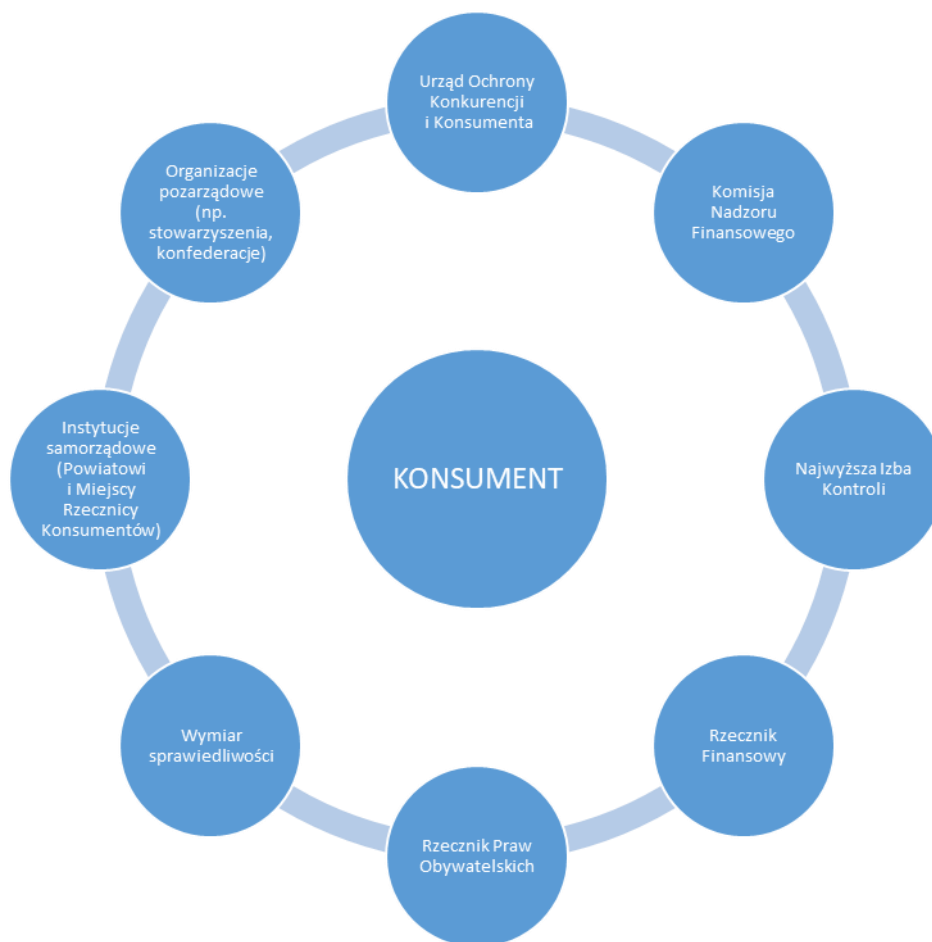 Urząd Ochrony
Konkurencji
i Konsumenta
Komisja
Nadzoru
Finansowego
Najwyższa Izba
Kontroli
Rzecznik
Finansowy
Rzecznik Praw
Obywatelskich
Wymiar
sprawiedliwości
Instytucje
samorządowe
(Powiatowi
i Miejscy
Rzecznicy
Konsumentów)
Organizacje
pozarządowe
(np.
stowarzyszenia,
konfederacje)
KONSUMENT